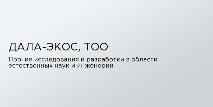 ДАЛА-ЭКОС, ТОО
Прочие исследования и разработки в области
естественных наук и инженерии